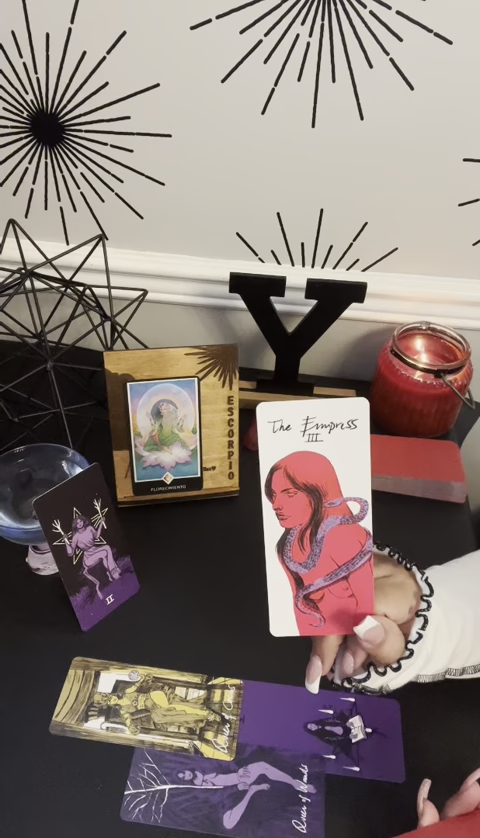 Y
ESCORPIO
FLORECIMIENTO
The Empress
III
II
Queen of Wands